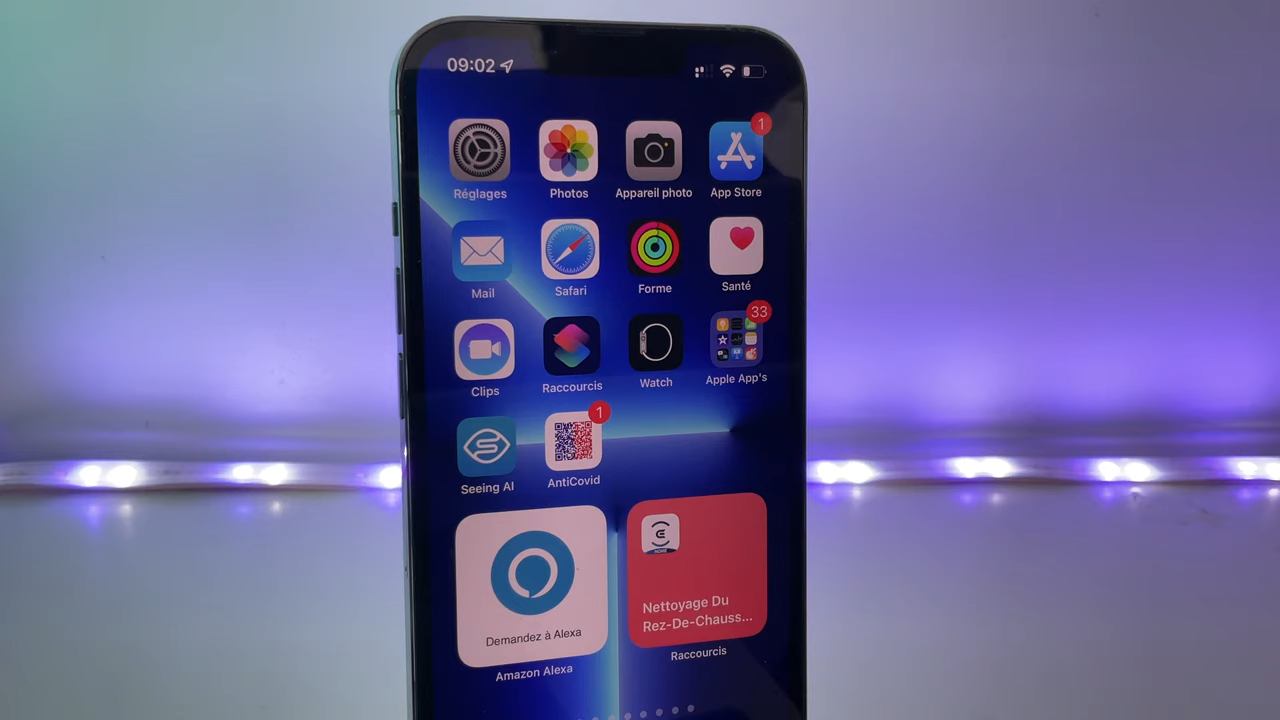 09:02
1
Réglages
Photos
Appareil photo
App Store
Mail
Safari
Forme
Santé
33
Clips
Raccourcis
Watch
Apple App's
1
Seeing AI
AntiCovid
HOME
Demandez à Alexa
Nettoyage Du
Rez-De-Chauss...
Amazon Alexa
Raccourcis